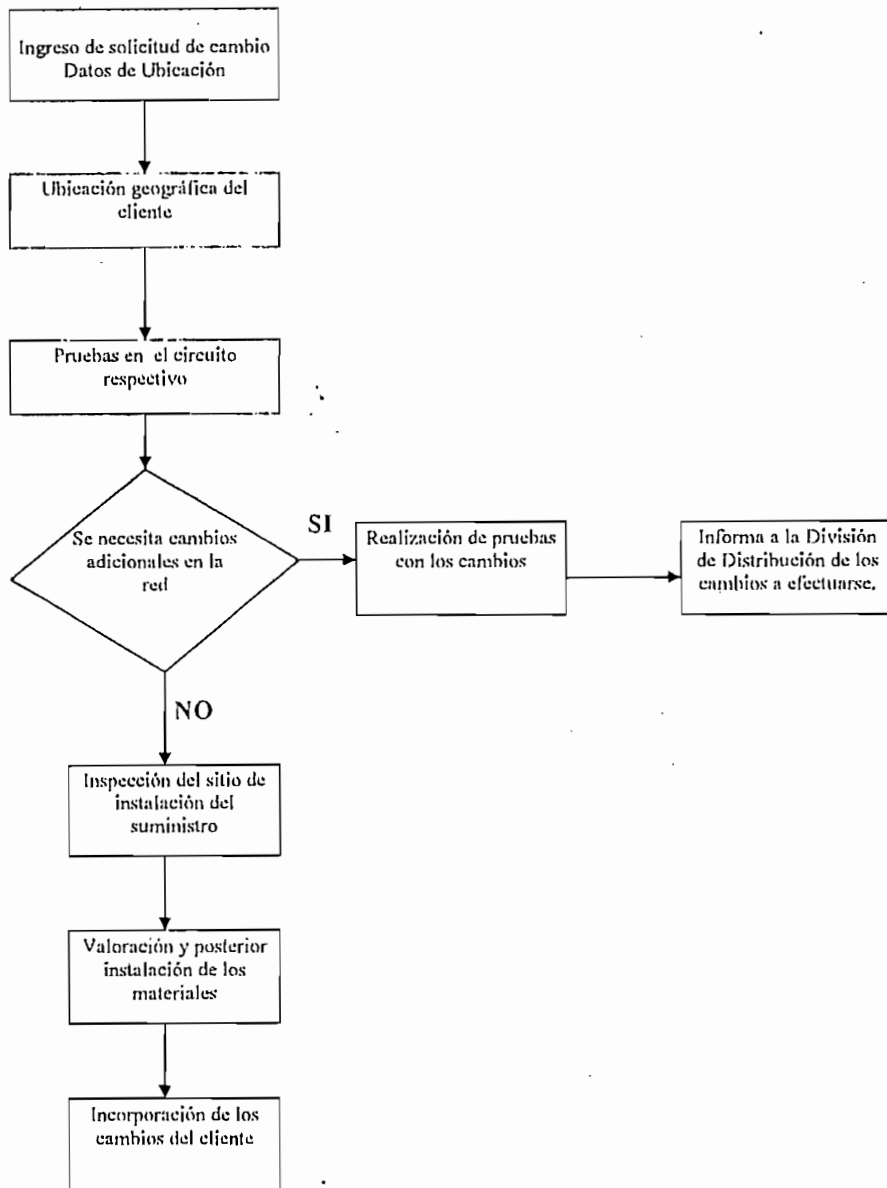 Ingreso de solicitud de cambio
Datos de Ubicación
Ubicación geográfica del
cliente
Pruebas en el circuito
respectivo
Se necesita cambios
adicionales en la
red
SI
Realización de pruebas
con los cambios
Informa a la División
de Distribución de los
cambios a efectuarse.
NO
Inspección del sitio de
instalación del
suministro
Valoración y posterior
instalación de los
materiales
Incorporación de los
cambios del cliente